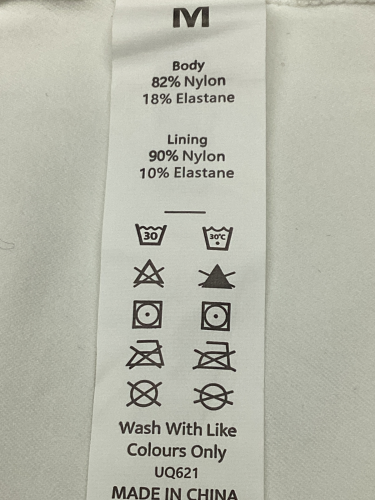 M
Body
82% Nylon
18% Elastane
Lining
90% Nylon
10% Elastane
30 30°C
Wash With Like
Colours Only
UQ621
MADE IN CHINA